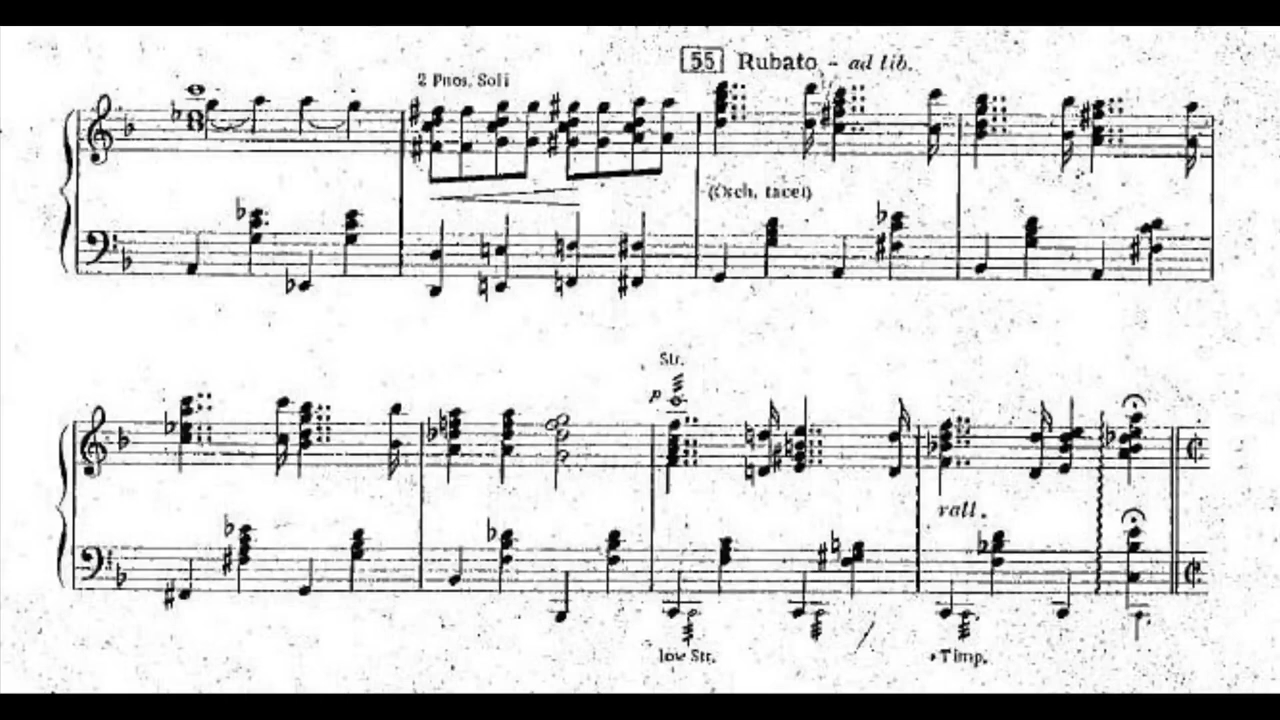 55 Rubato - ad lib.
2 Pnos. Soli
(Orch. tacet)
Str.
p
rall.
low Str.
+Timp.